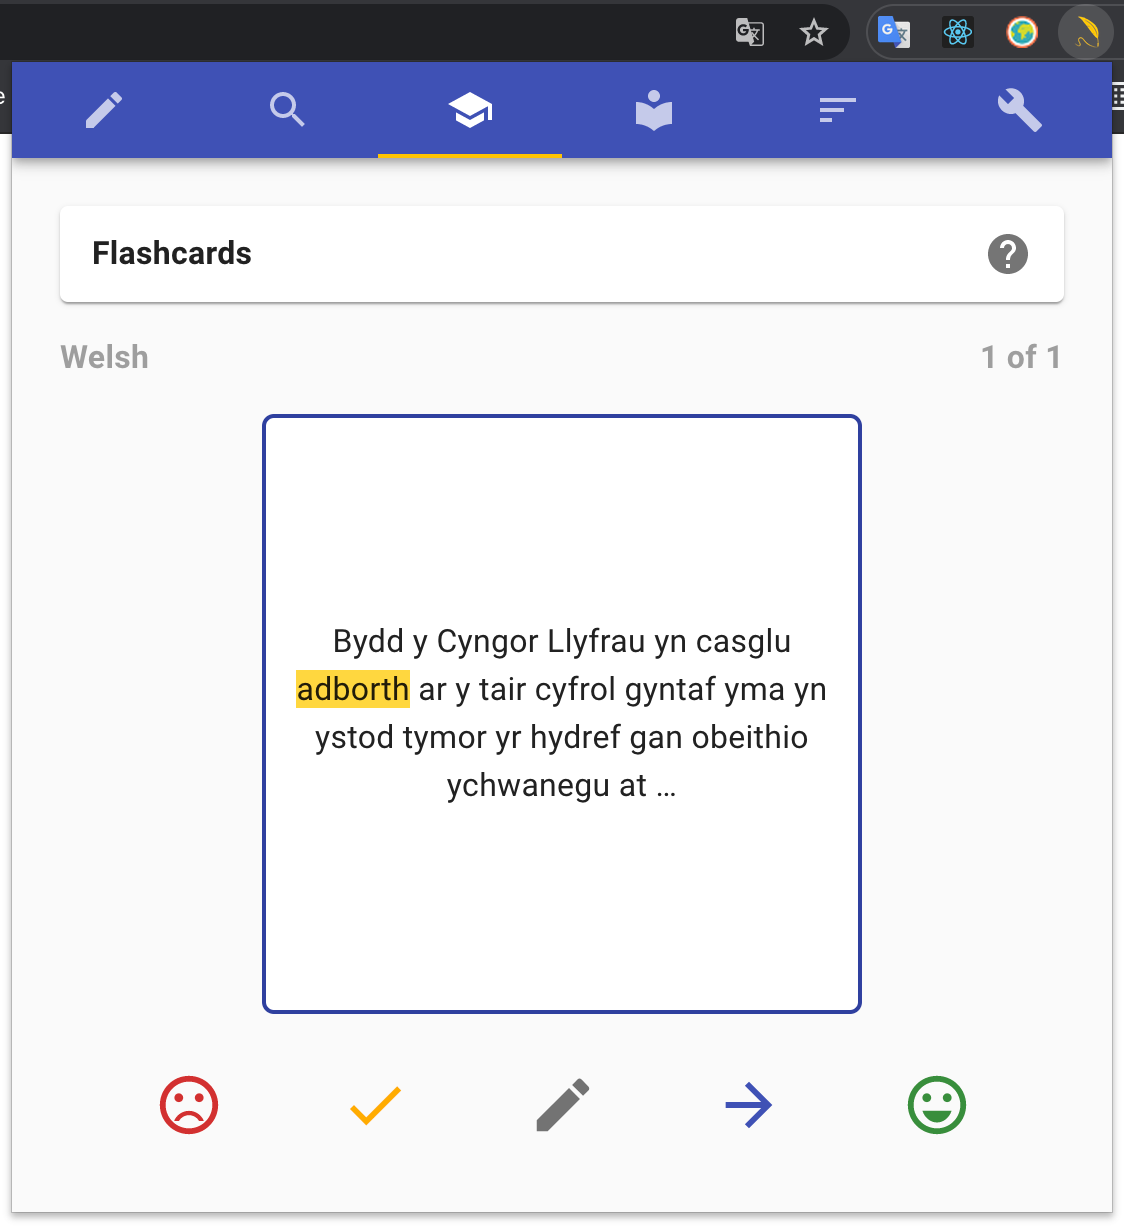 Flashcards
Welsh
1 of 1
Bydd y Cyngor Llyfrau yn casglu
adborth ar y tair cyfrol gyntaf yma yn
ystod tymor yr hydref gan obeithio
ychwanegu at ...